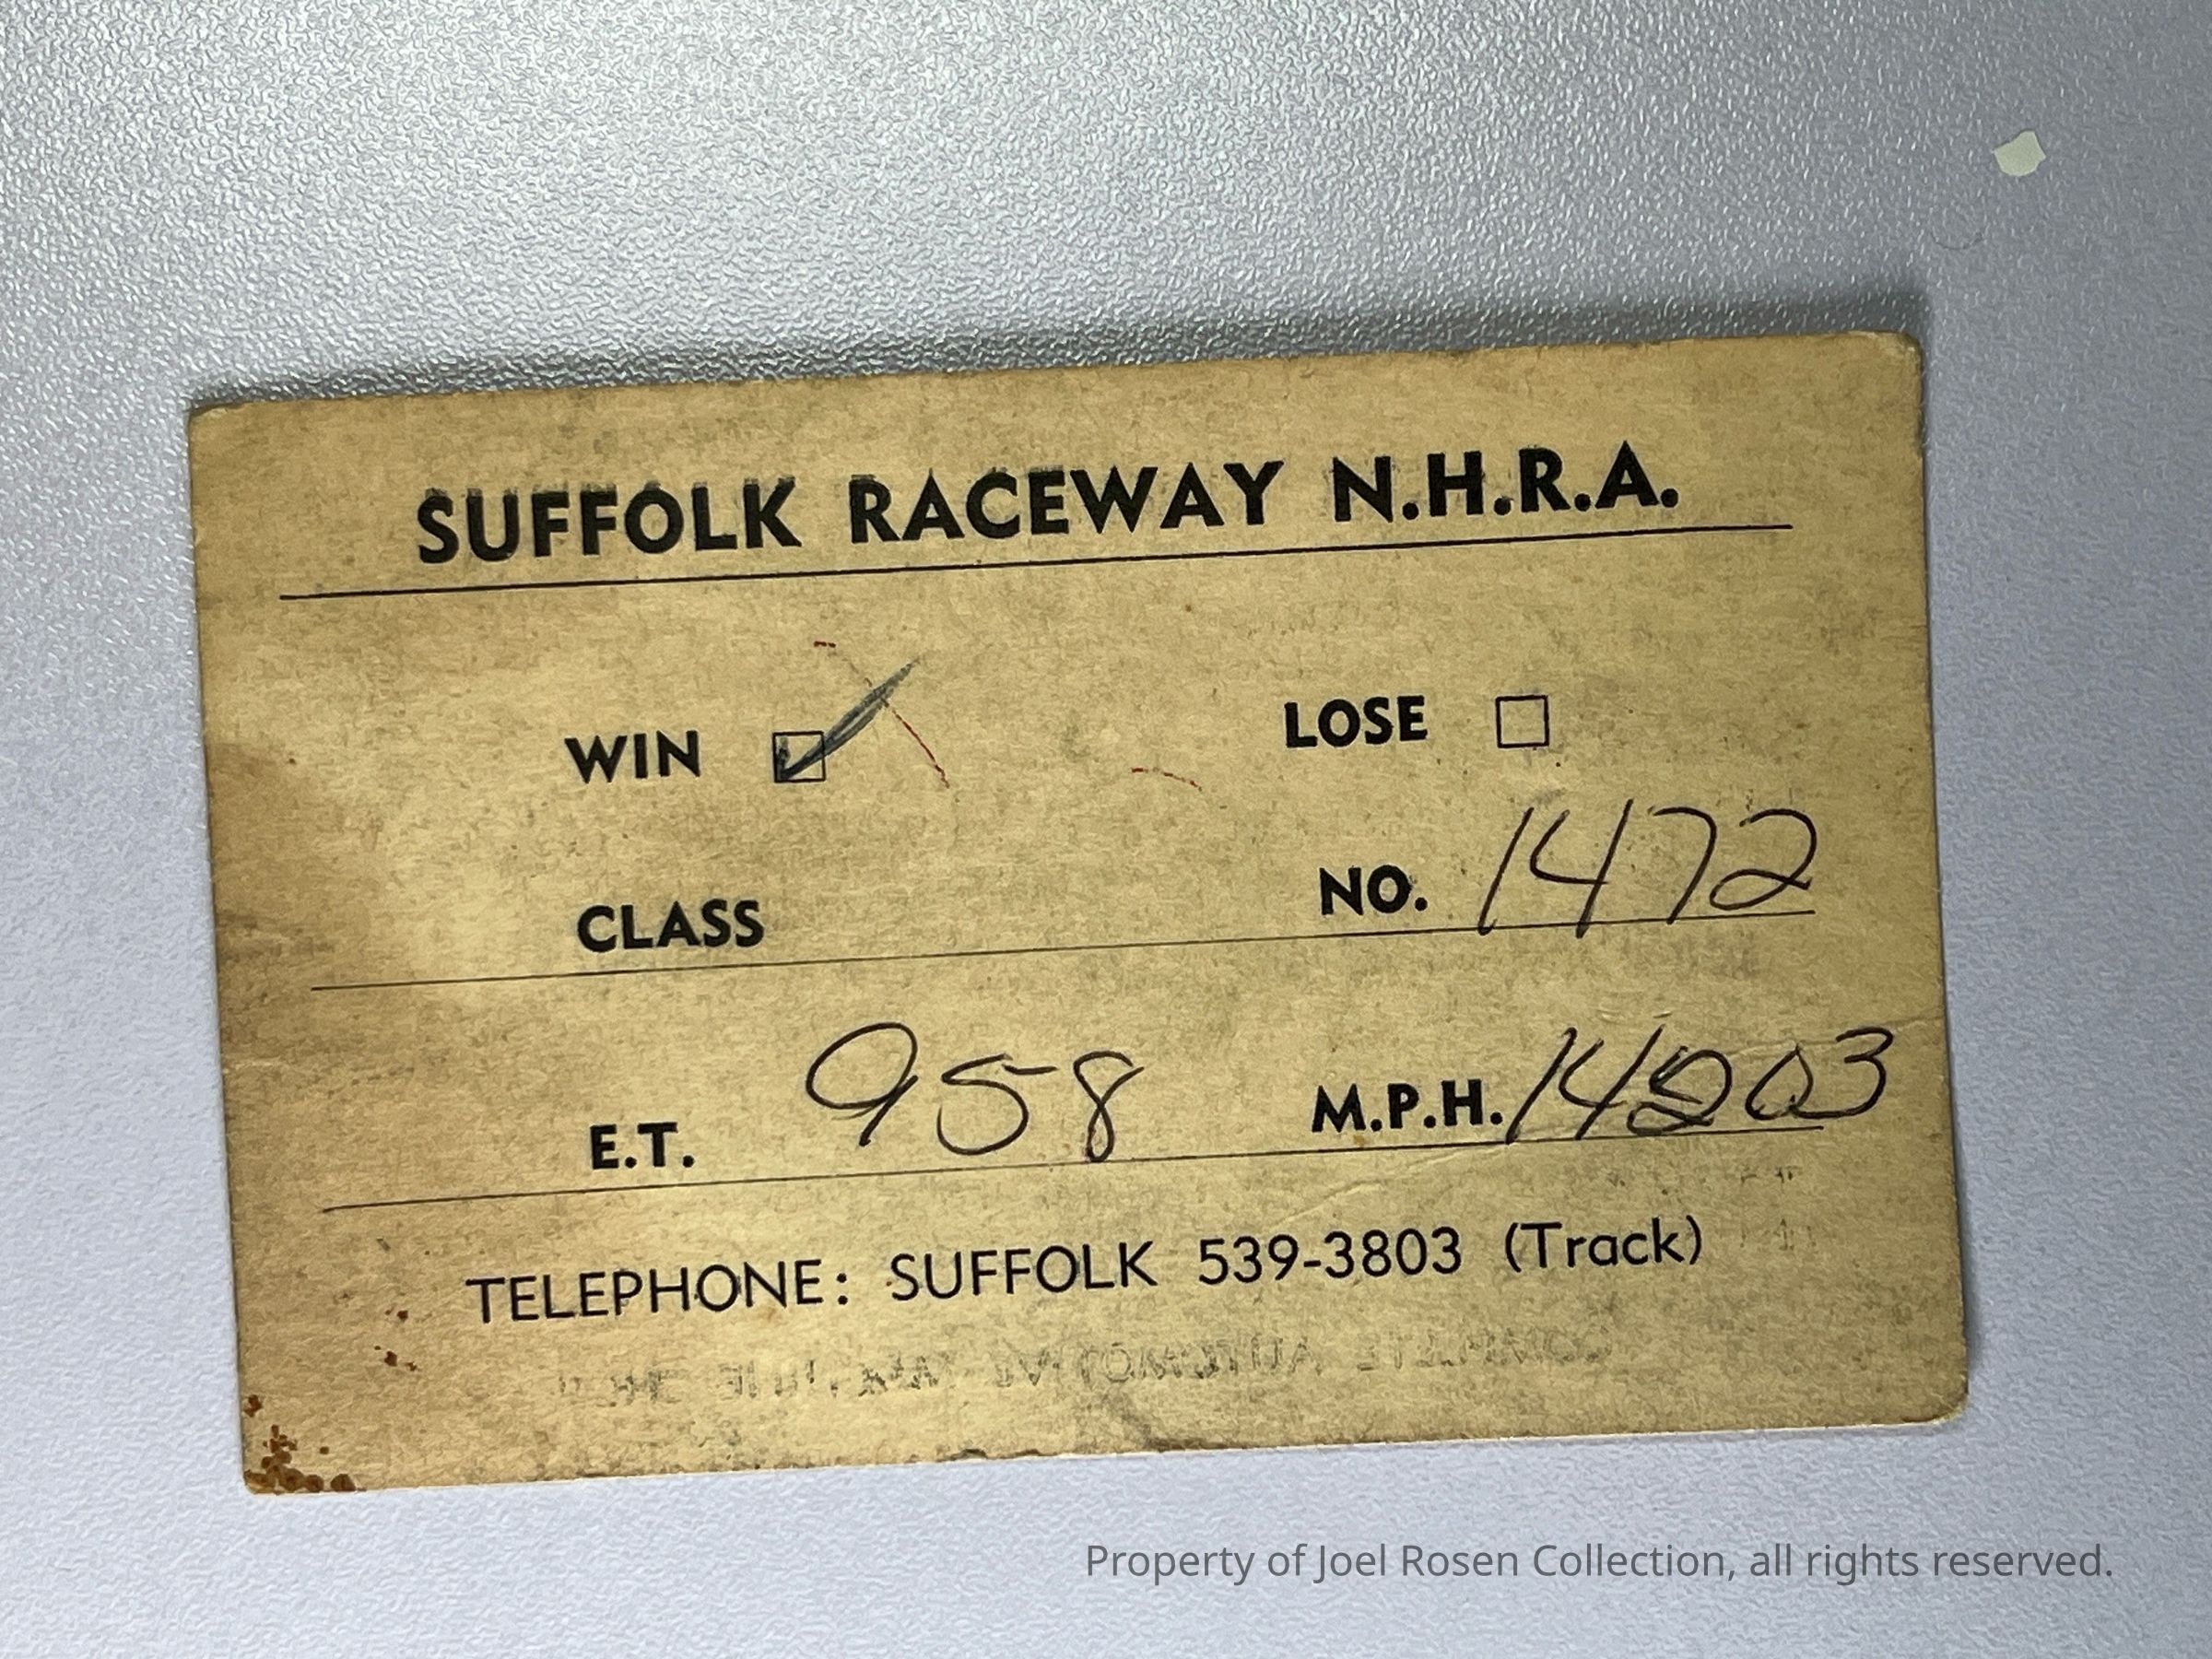 SUFFOLK RACEWAY N.H.R.A.
WIN ☑ LOSE ☐
CLASS NO. 1472
E.T. 958 M.P.H. 14203
TELEPHONE: SUFFOLK 539-3803 (Track)
Property of Joel Rosen Collection, all rights reserved.